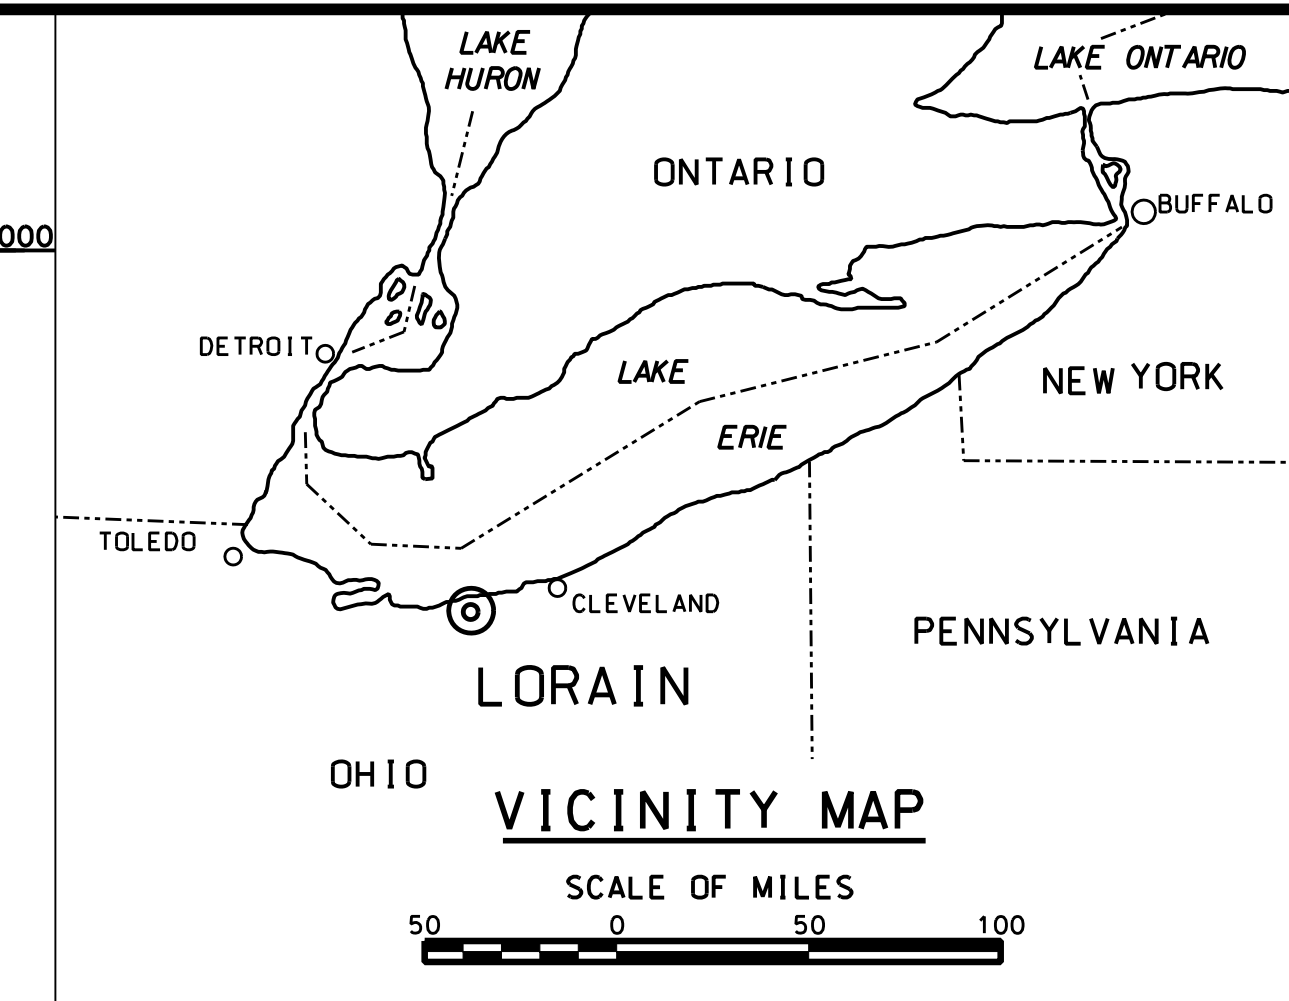 LAKE
HURON
LAKE ONTARIO
ONTARIO
BUFFALO
000
DETROIT
LAKE
NEW YORK
ERIE
TOLEDO
CLEVELAND
PENNSYLVANIA
LORAIN
OHIO
VICINITY MAP
SCALE OF MILES
50 0 50 100